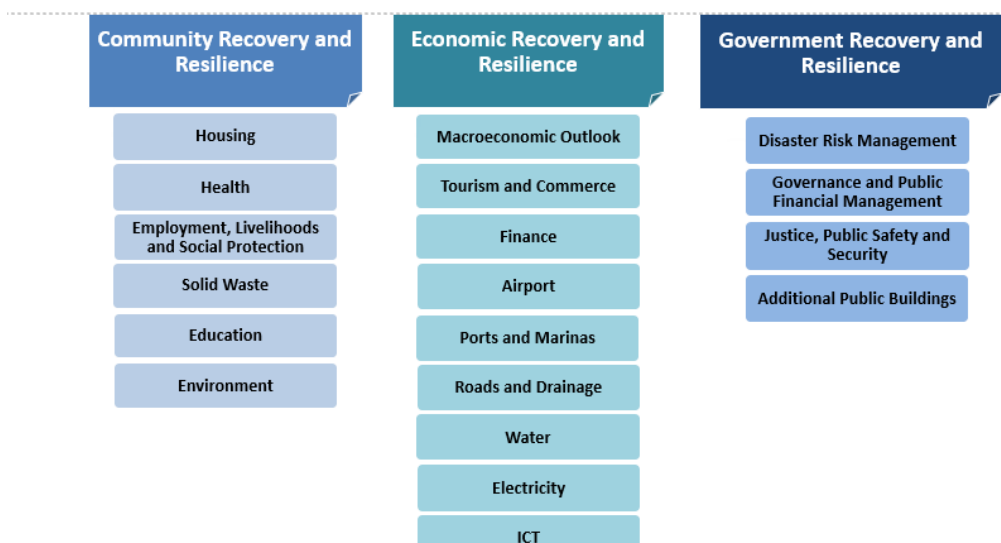 Community Recovery and
Resilience
Housing
Health
Employment, Livelihoods
and Social Protection
Solid Waste
Education
Environment
Economic Recovery and
Resilience
Macroeconomic Outlook
Tourism and Commerce
Finance
Airport
Ports and Marinas
Roads and Drainage
Water
Electricity
ICT
Government Recovery and
Resilience
Disaster Risk Management
Governance and Public
Financial Management
Justice, Public Safety and
Security
Additional Public Buildings